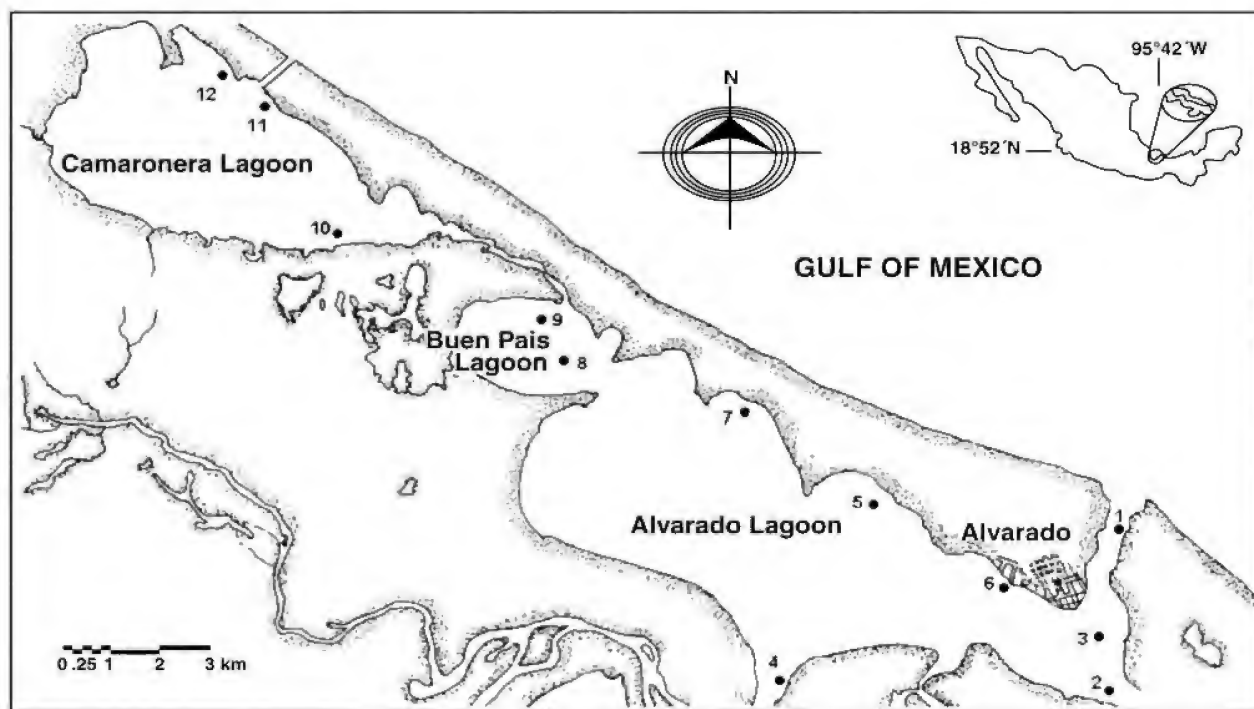 95°42´W
N
12
11
Camaronera Lagoon
18°52´N
10
GULF OF MEXICO
9
Buen Pais
Lagoon
8
7
5
Alvarado Lagoon
Alvarado
1
6
3
0 .25 1 2 3 km
4
2